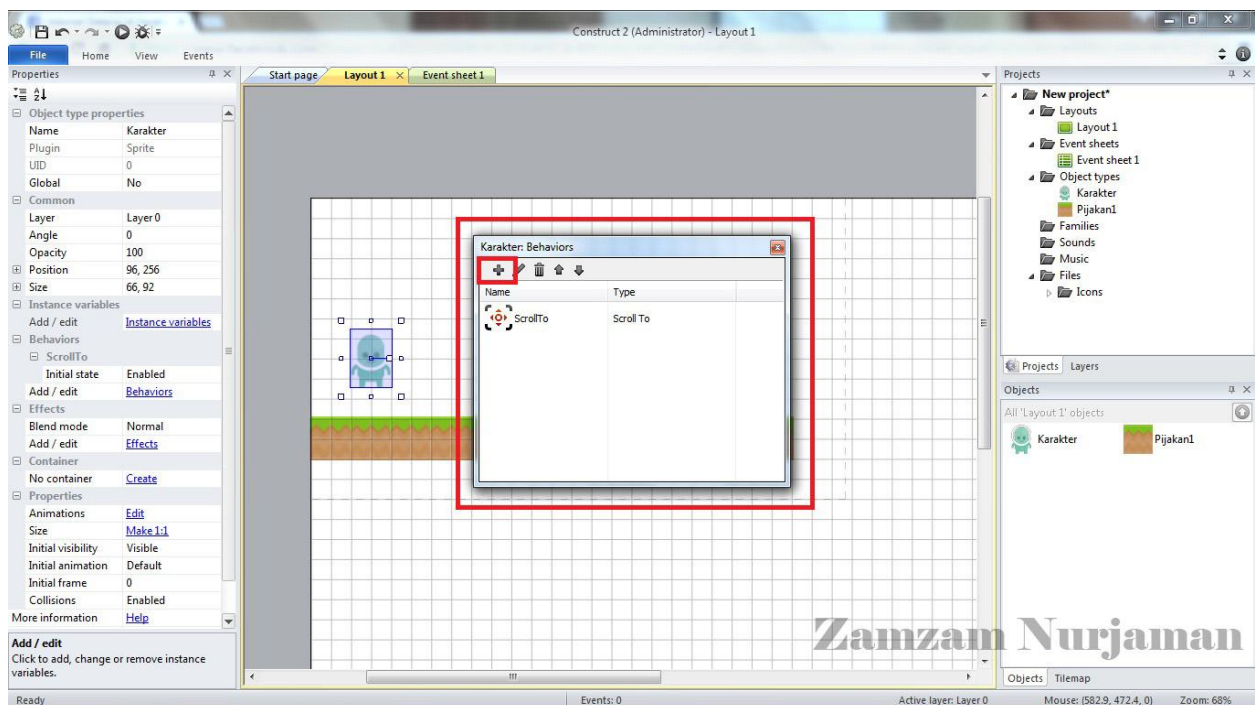 Construct 2 (Administrator) - Layout 1
File Home View Events
Properties
Object type properties
Name Karakter
Plugin Sprite
UID 0
Global No
Common
Layer Layer 0
Angle 0
Opacity 100
Position 96, 256
Size 66, 92
Instance variables
Add / edit Instance variables
Behaviors
ScrollTo
Initial state Enabled
Add / edit Behaviors
Effects
Blend mode Normal
Add / edit Effects
Container
No container Create
Properties
Animations Edit
Size Make 1:1
Initial visibility Visible
Initial animation Default
Initial frame 0
Collisions Enabled
More information Help
Add / edit
Click to add, change or remove instance
variables.
Start page Layout 1 Event sheet 1
Karakter: Behaviors
Name Type
ScrollTo Scroll To
Projects
New project*
Layouts
Layout 1
Event sheets
Event sheet 1
Object types
Karakter
Pijakan1
Families
Sounds
Music
Files
Icons
Projects Layers
Objects
All 'Layout 1' objects
Karakter Pijakan1
Zamzam Nurjaman
Objects Tilemap
Ready Events: 0 Active layer: Layer 0 Mouse: (582.9, 472.4, 0) Zoom: 68%